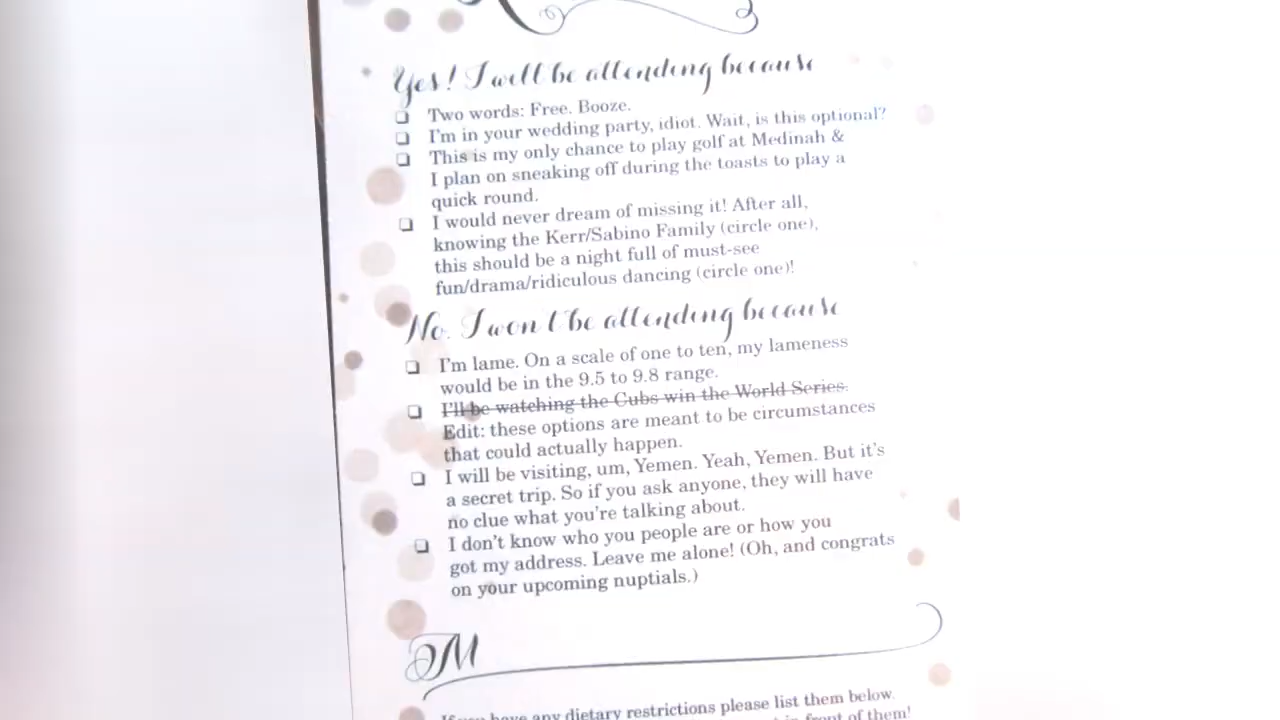 Yes! I will be attending because
❏ Two words: Free. Booze.
❏ I'm in your wedding party, idiot. Wait, is this optional?
❏ This is my only chance to play golf at Medinah &
I plan on sneaking off during the toasts to play a
quick round.
❏ I would never dream of missing it! After all,
knowing the Kerr/Sabino Family (circle one),
this should be a night full of must-see
fun/drama/ridiculous dancing (circle one)!
No. I won't be attending because
❏ I'm lame. On a scale of one to ten, my lameness
would be in the 9.5 to 9.8 range.
❏ I'll be watching the Cubs win the World Series.
Edit: these options are meant to be circumstances
that could actually happen.
❏ I will be visiting, um, Yemen. Yeah, Yemen. But it's
a secret trip. So if you ask anyone, they will have
no clue what you're talking about.
❏ I don't know who you people are or how you
got my address. Leave me alone! (Oh, and congrats
on your upcoming nuptials.)
M
If you have any dietary restrictions please list them below.
in front of them!